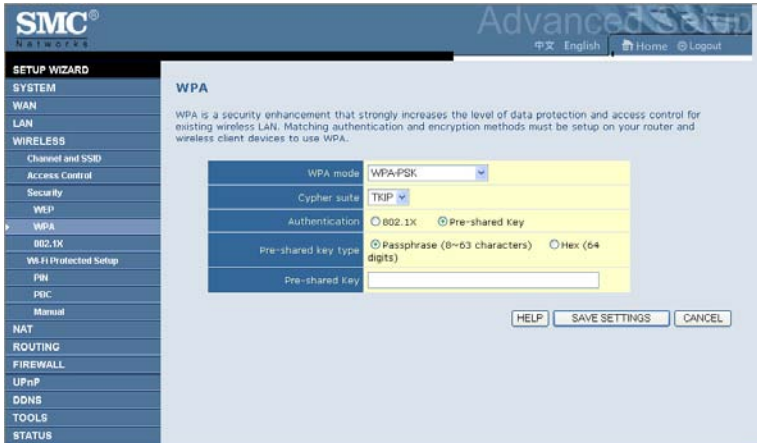 SMC®
Networks
Advanced Setup
中文 English Home Logout
SETUP WIZARD
SYSTEM
WAN
LAN
WIRELESS
Channel and SSID
Access Control
Security
WEP
WPA
802.1X
Wi-Fi Protected Setup
PIN
PBC
Manual
NAT
ROUTING
FIREWALL
UPnP
DDNS
TOOLS
STATUS
WPA
WPA is a security enhancement that strongly increases the level of data protection and access control for
existing wireless LAN. Matching authentication and encryption methods must be setup on your router and
wireless client devices to use WPA.
WPA mode WPA-PSK
Cypher suite TKIP
Authentication 802.1X Pre-shared Key
Pre-shared key type Passphrase (8~63 characters) Hex (64
digits)
Pre-shared Key
HELP SAVE SETTINGS CANCEL